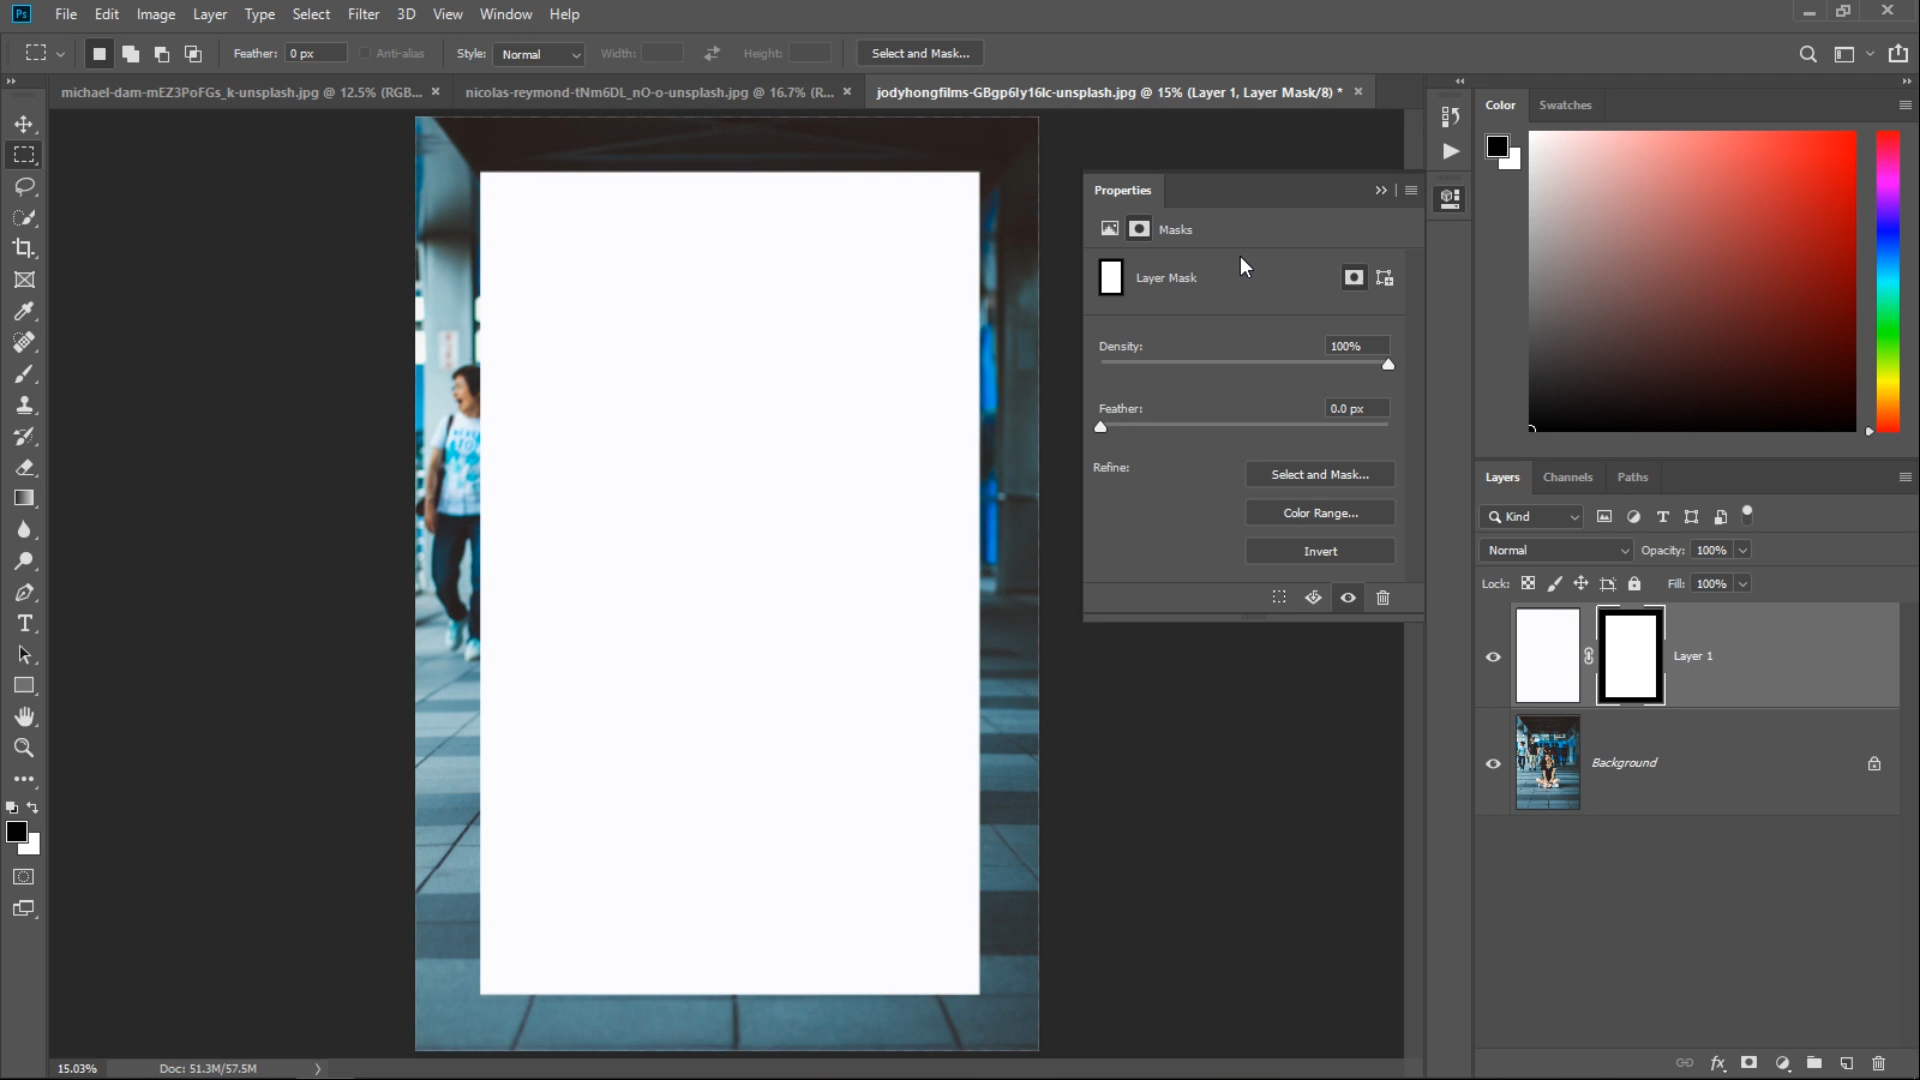 Ps File Edit Image Layer Type Select Filter 3D View Window Help
Feather: 0 px Anti-alias Style: Normal Width: Height: Select and Mask...
michael-dam-mEZ3PoFGs_k-unsplash.jpg @ 12.5% (RGB... × nicolas-reymond-tNm6DL_nO-o-unsplash.jpg @ 16.7% (R... × jodyhongfilms-GBgp6Iy16Ic-unsplash.jpg @ 15% (Layer 1, Layer Mask/8) * ×
Color Swatches
Properties
Masks
Layer Mask
Density: 100%
Feather: 0.0 px
Refine: Select and Mask...
Color Range...
Invert
Layers Channels Paths
Kind
Normal Opacity: 100%
Lock: Fill: 100%
Layer 1
Background
15.03% Doc: 51.3M/57.5M